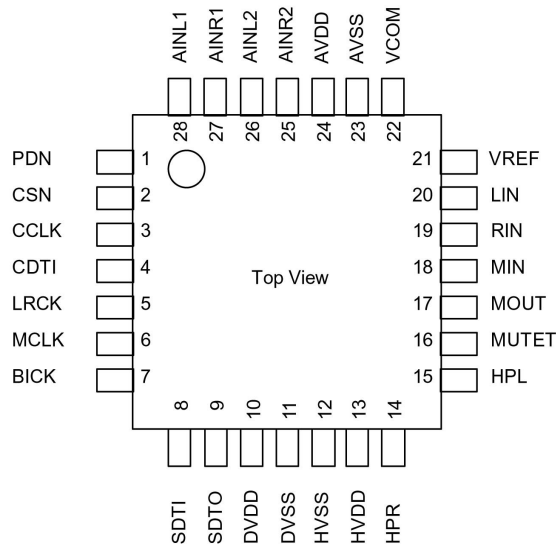 AINL1 AINR1 AINL2 AINR2 AVDD AVSS VCOM
28 27 26 25 24 23 22
PDN 1 21 VREF
CSN 2 20 LIN
CCLK 3 19 RIN
CDTI 4 18 MIN
Top View
LRCK 5 17 MOUT
MCLK 6 16 MUTET
BICK 7 15 HPL
8 9 10 11 12 13 14
SDTI SDTO DVDD DVSS HVSS HVDD HPR